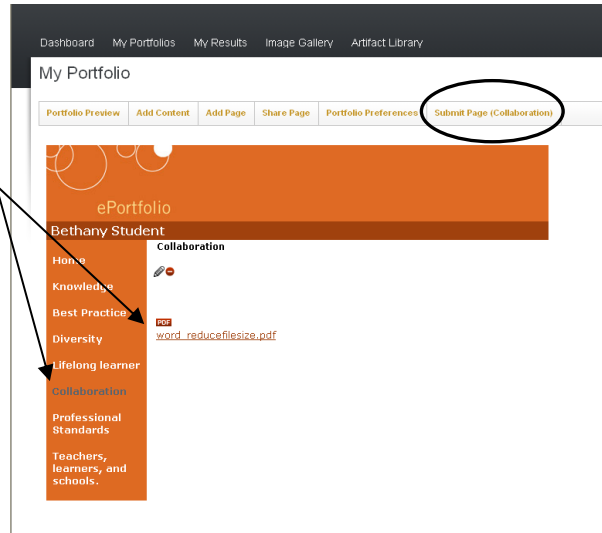 Dashboard My Portfolios My Results Image Gallery Artifact Library
My Portfolio
Portfolio Preview Add Content Add Page Share Page Portfolio Preferences Submit Page (Collaboration)
ePortfolio
Bethany Student
Home
Knowledge
Best Practice
Diversity
Lifelong learner
Collaboration
Professional
Standards
Teachers,
learners, and
schools.
Collaboration
PDF
word_reducefilesize.pdf